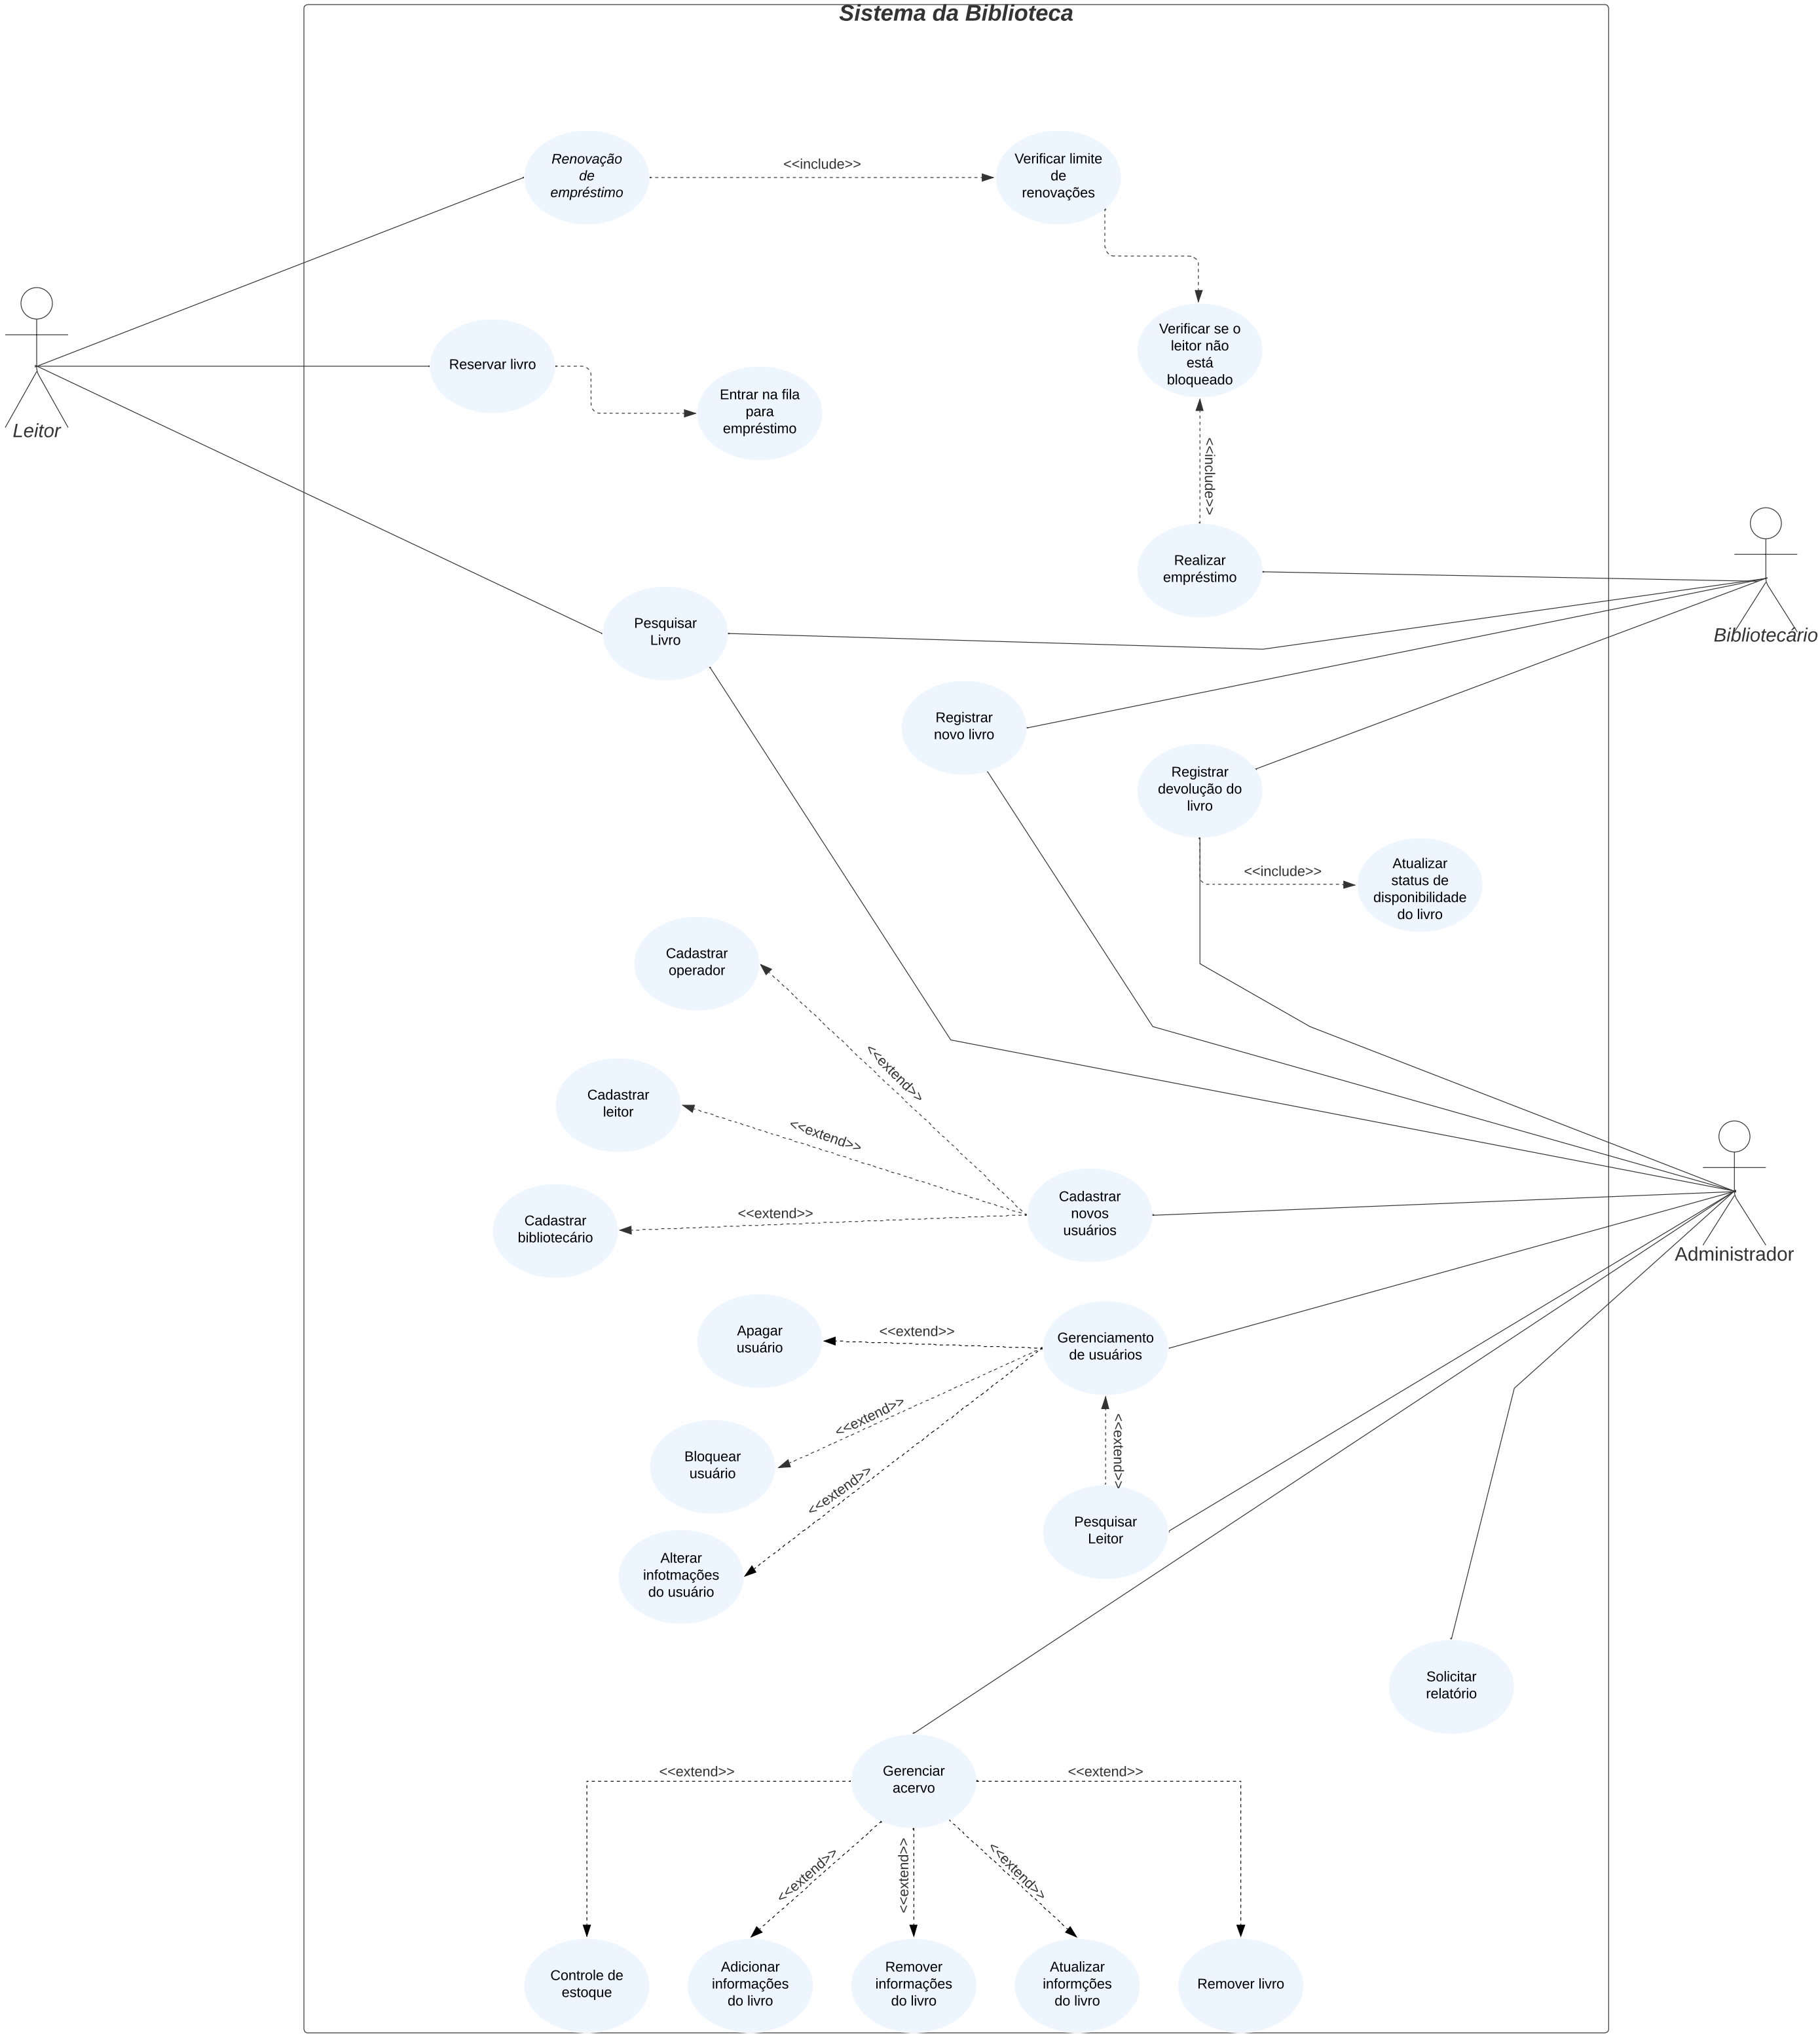 Sistema da Biblioteca
Renovação
de
empréstimo
<<include>>
Verificar limite
de
renovações
Leitor
Reservar livro
Entrar na fila
para
empréstimo
Verificar se o
leitor não
está
bloqueado
<<include>>
Realizar
empréstimo
Bibliotecário
Pesquisar
Livro
Registrar
novo livro
Registrar
devolução do
livro
<<include>>
Atualizar
status de
disponibilidade
do livro
Cadastrar
operador
<<extend>>
Cadastrar
leitor
<<extend>>
Cadastrar
bibliotecário
<<extend>>
Cadastrar
novos
usuários
Administrador
Apagar
usuário
<<extend>>
Gerenciamento
de usuários
Bloquear
usuário
<<extend>>
<<extend>>
<<extend>>
Pesquisar
Leitor
Alterar
infotmações
do usuário
Solicitar
relatório
<<extend>>
Gerenciar
acervo
<<extend>>
<<extend>>
<<extend>>
<<extend>>
Controle de
estoque
Adicionar
informações
do livro
Remover
informações
do livro
Atualizar
informções
do livro
Remover livro